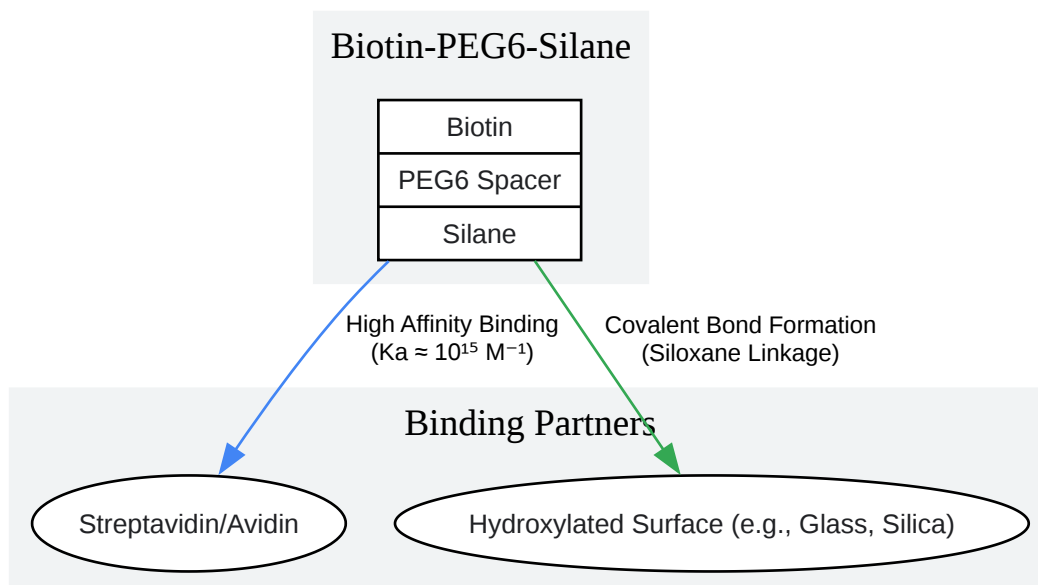 Biotin-PEG6-Silane
Biotin
PEG6 Spacer
Silane
High Affinity Binding
(Ka ≈ 10¹⁵ M⁻¹)
Covalent Bond Formation
(Siloxane Linkage)
Binding Partners
Streptavidin/Avidin
Hydroxylated Surface (e.g., Glass, Silica)